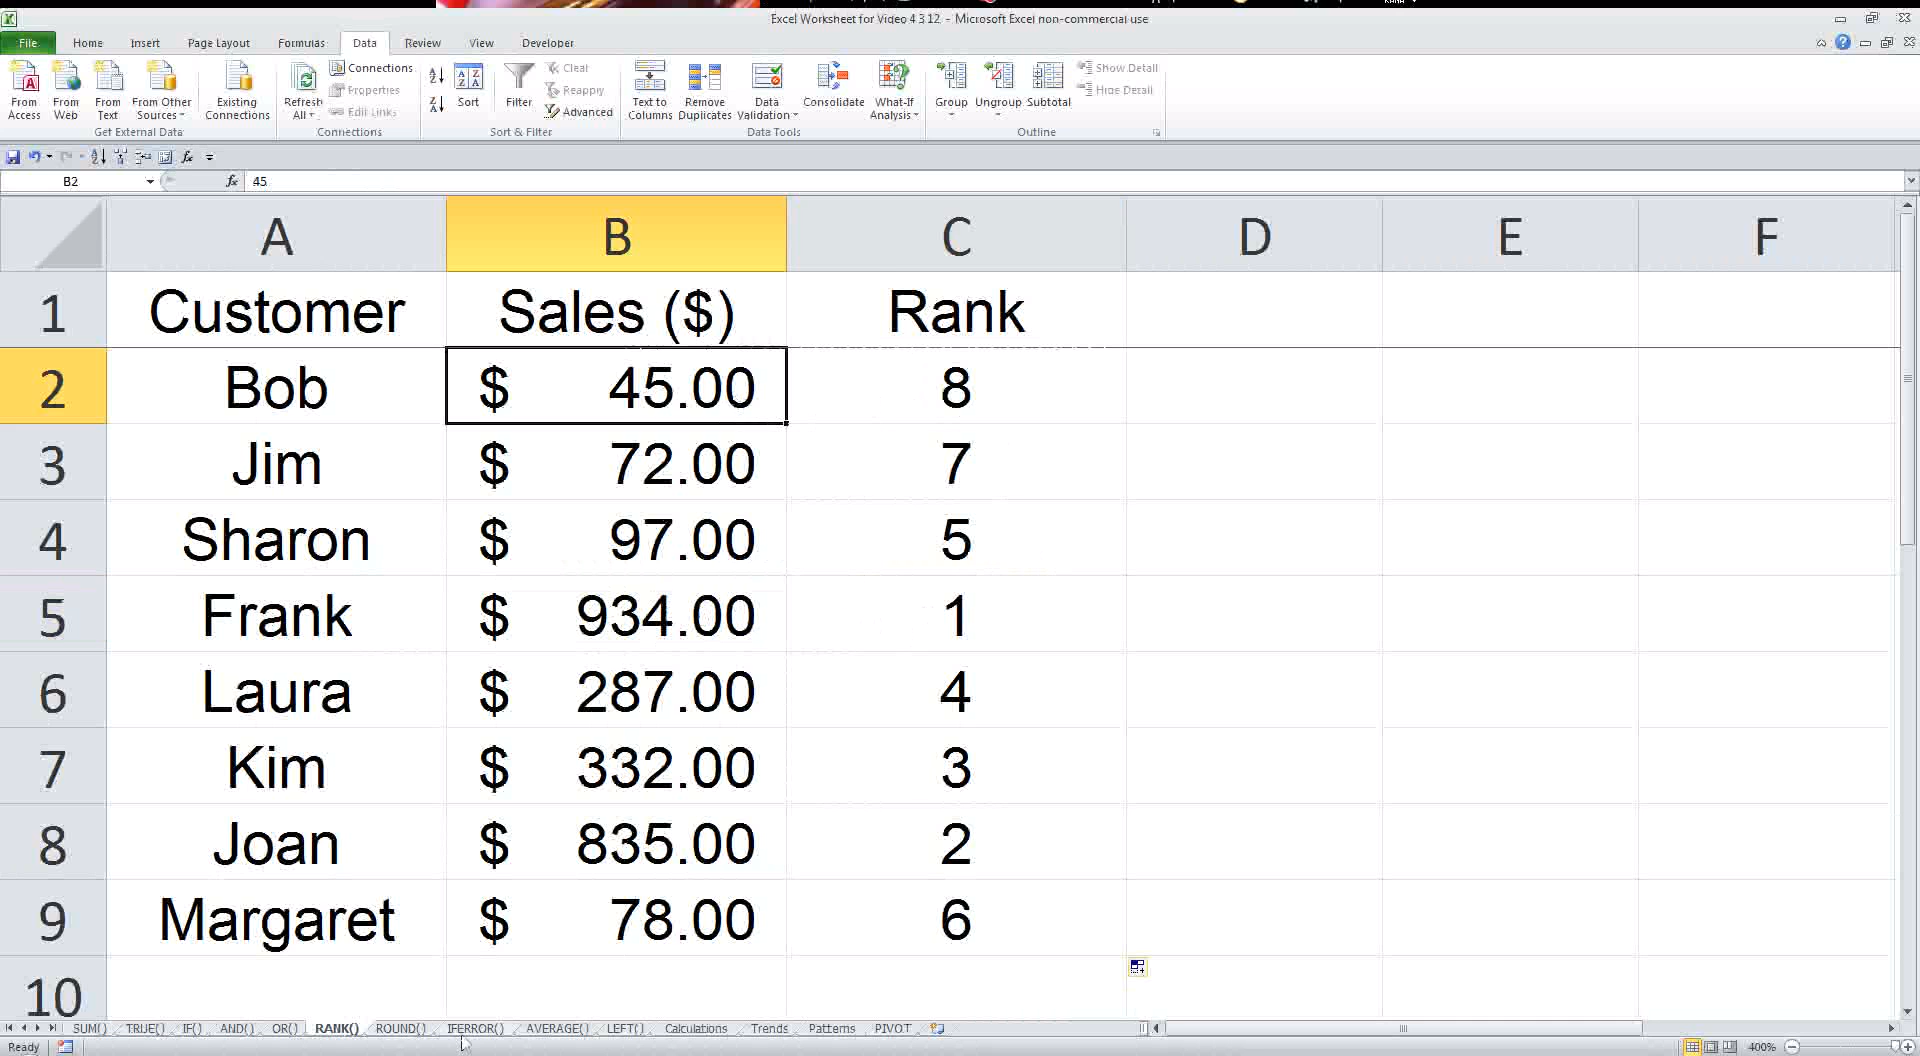 Excel Worksheet for Video 4 3 12 - Microsoft Excel non-commercial use
File Home Insert Page Layout Formulas Data Review View Developer
From Access From Web From Text From Other Sources Existing Connections
Get External Data
Refresh All Connections Properties Edit Links
Connections
Sort Filter Clear Reapply Advanced
Sort & Filter
Text to Columns Remove Duplicates Data Validation Consolidate What-If Analysis
Data Tools
Group Ungroup Subtotal Show Detail Hide Detail
Outline
B2 fx 45
A B C D E F
1 Customer Sales ($) Rank
2 Bob $ 45.00 8
3 Jim $ 72.00 7
4 Sharon $ 97.00 5
5 Frank $ 934.00 1
6 Laura $ 287.00 4
7 Kim $ 332.00 3
8 Joan $ 835.00 2
9 Margaret $ 78.00 6
10
SUM() TRUE() IF() AND() OR() RANK() ROUND() IFERROR() AVERAGE() LEFT() Calculations Trends Patterns PIVOT
Ready 400%